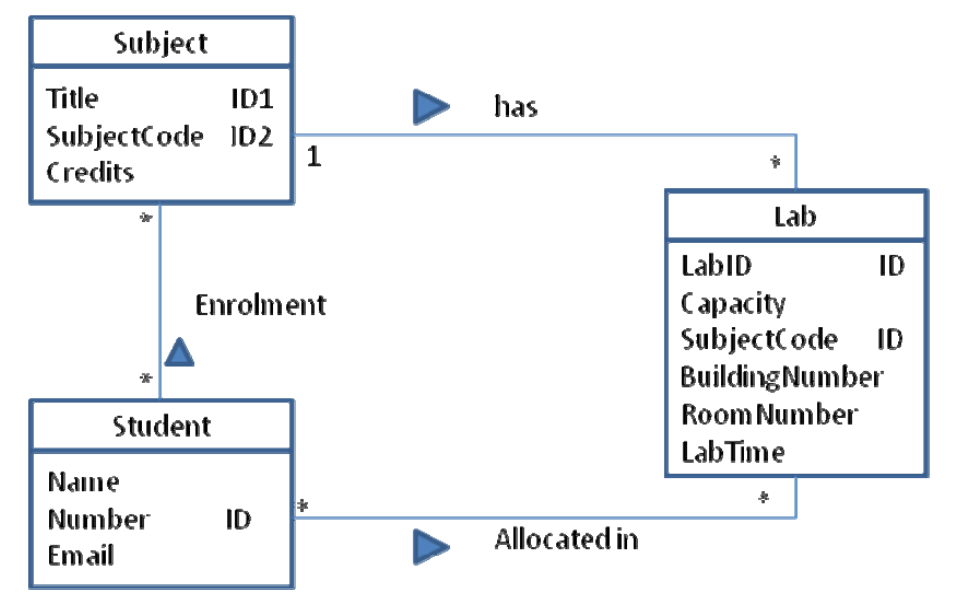 Subject
Title ID1
SubjectCode ID2
Credits
has
1
*
Lab
LabID ID
Capacity
SubjectCode ID
BuildingNumber
RoomNumber
LabTime
*
Enrolment
*
Student
Name
Number ID
Email
*
*
Allocated in